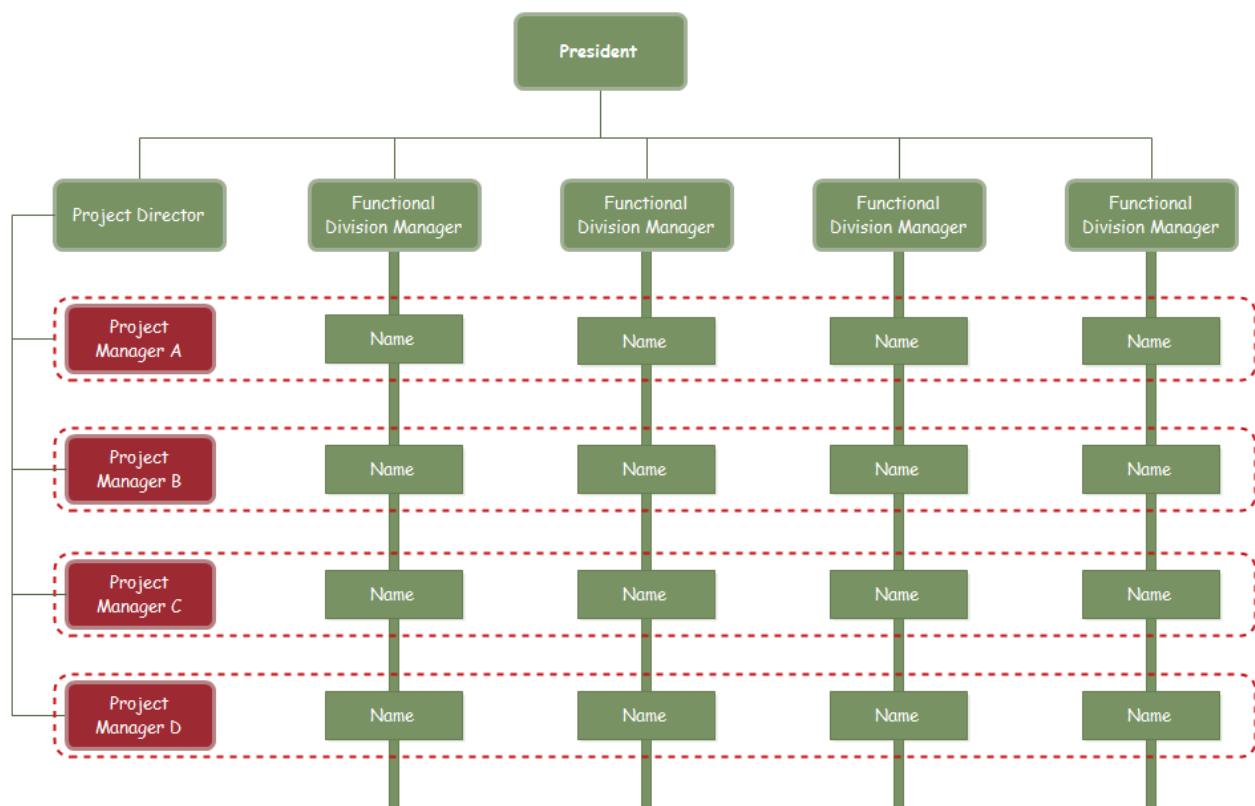 President
Project Director
Functional
Division Manager
Functional
Division Manager
Functional
Division Manager
Functional
Division Manager
Project
Manager A
Name
Name
Name
Name
Project
Manager B
Name
Name
Name
Name
Project
Manager C
Name
Name
Name
Name
Project
Manager D
Name
Name
Name
Name